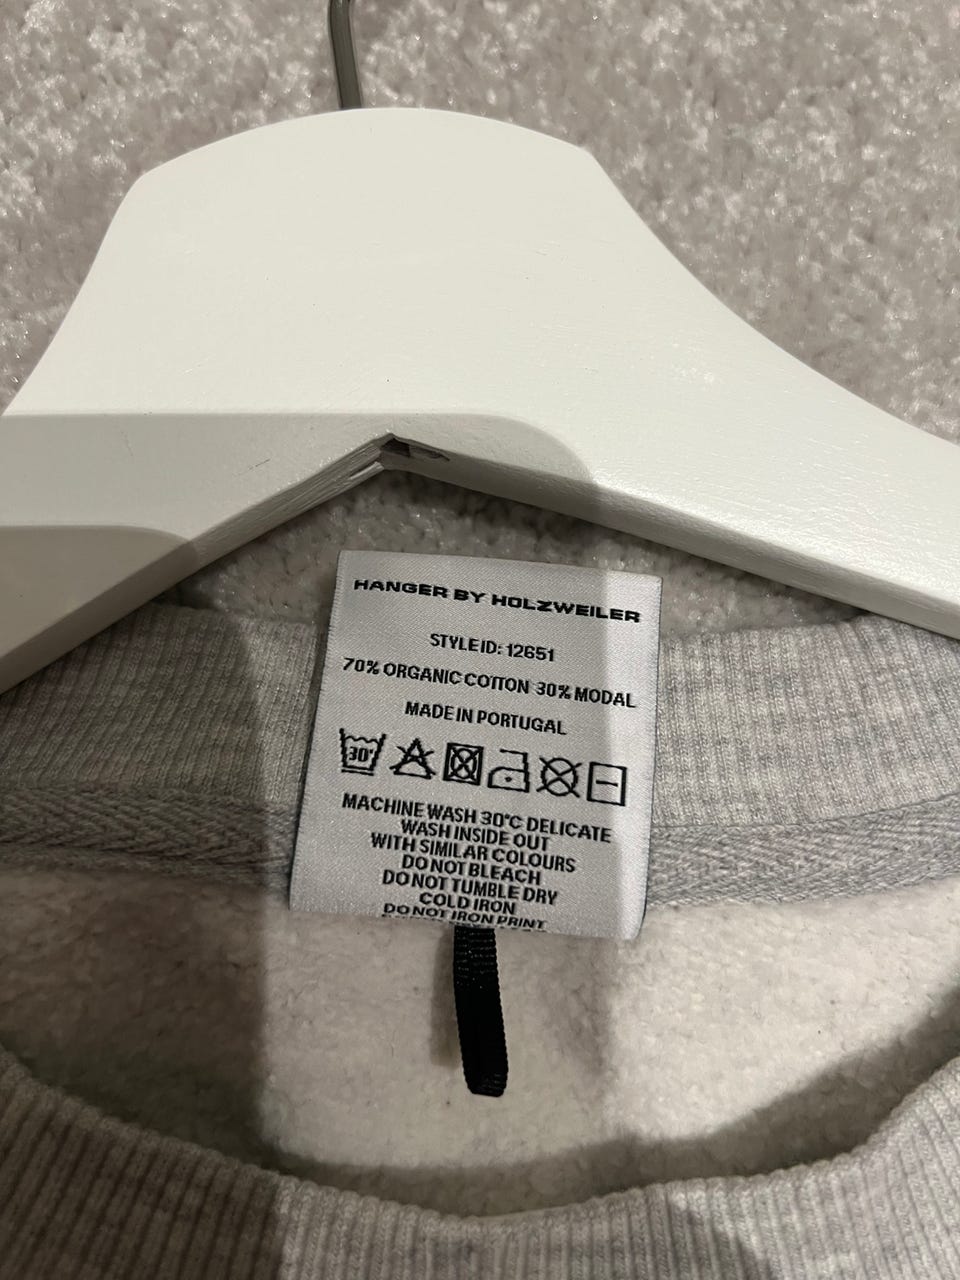 HANGER BY HOLZWEILER
STYLE ID: 12651
70% ORGANIC COTTON 30% MODAL
MADE IN PORTUGAL
30°
MACHINE WASH 30°C DELICATE
WASH INSIDE OUT
WITH SIMILAR COLOURS
DO NOT BLEACH
DO NOT TUMBLE DRY
COLD IRON
DO NOT IRON PRINT